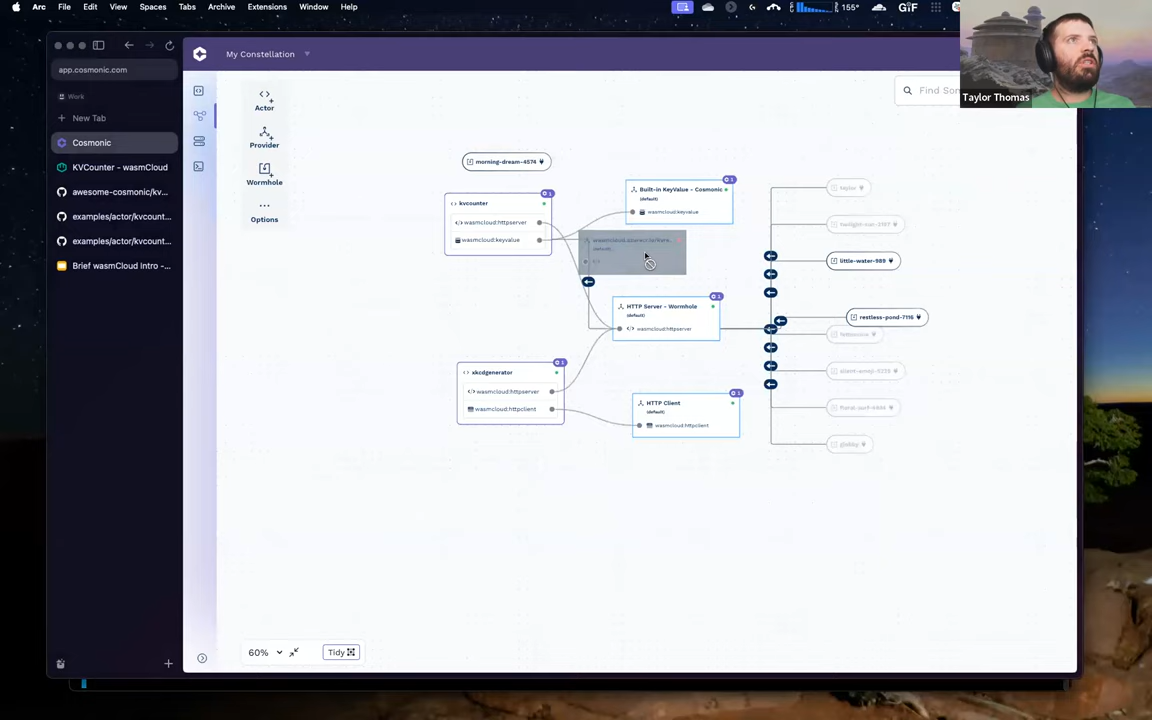 Arc File Edit View Spaces Tabs Archive Extensions Window Help
155° GIF
app.cosmonic.com
Work
New Tab
Cosmonic
KVCounter - wasmCloud
awesome-cosmonic/kv...
examples/actor/kvcount...
examples/actor/kvcount...
Brief wasmCloud Intro -...
My Constellation
Find Som
Taylor Thomas
Actor
Provider
Wormhole
Options
morning-dream-4574
kvcounter
wasmcloud:httpserver
wasmcloud:keyvalue
Built-in KeyValue - Cosmonic
wasmcloud:keyvalue
HTTP Server - Wormhole
(default)
wasmcloud:httpserver
xkcdgenerator
wasmcloud:httpserver
wasmcloud:httpclient
HTTP Client
(default)
wasmcloud:httpclient
taylor
little-water-989
restless-pond-7116
60%
Tidy